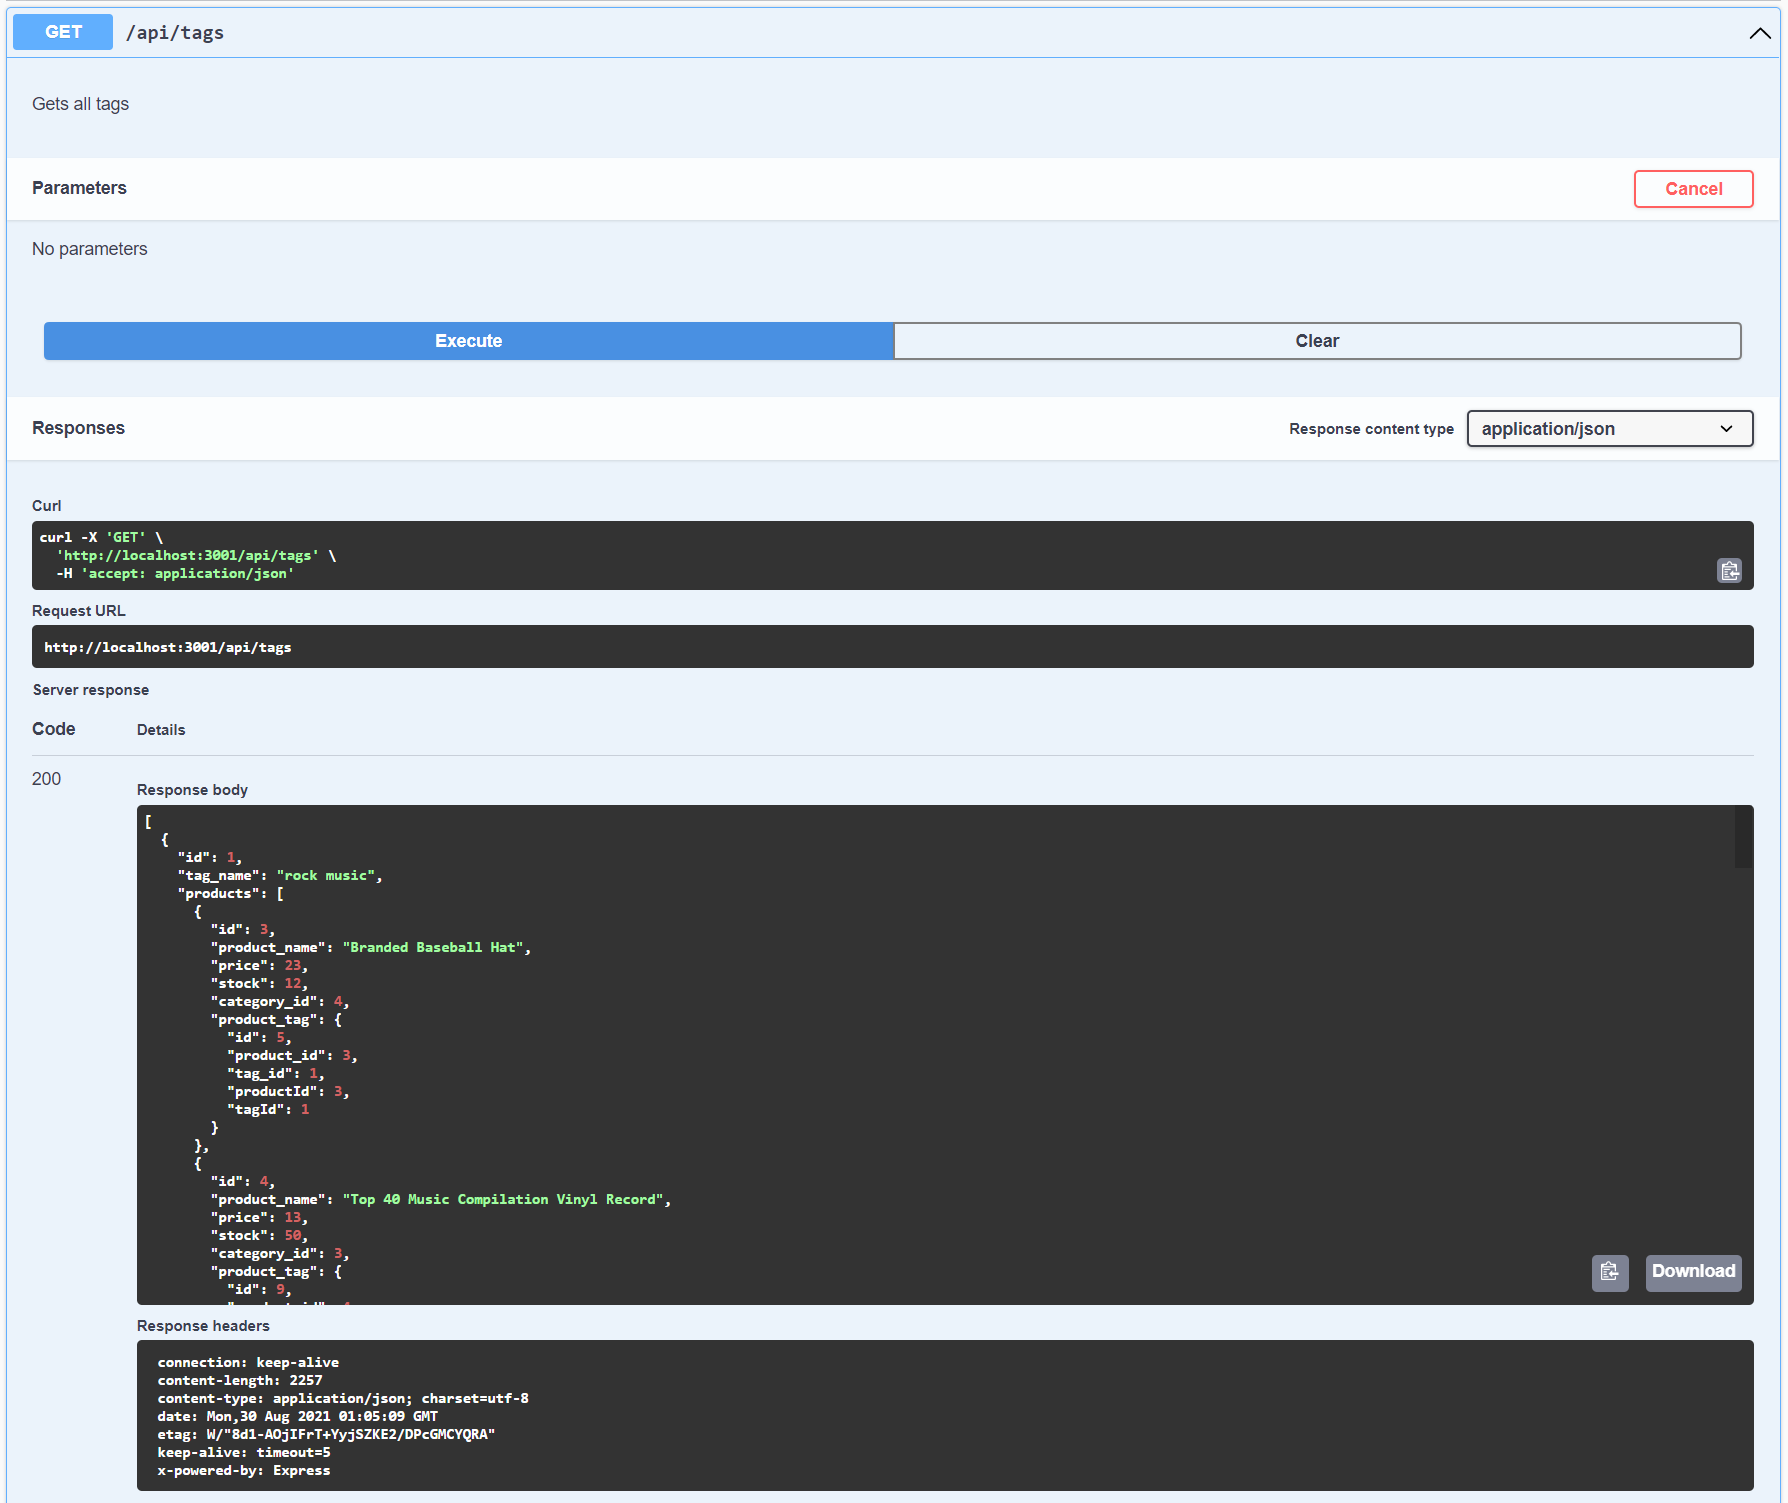 GET /api/tags
Gets all tags
Parameters
Cancel
No parameters
Execute
Clear
Responses
Response content type
application/json
Curl
curl -X 'GET' \
  'http://localhost:3001/api/tags' \
  -H 'accept: application/json'
Request URL
http://localhost:3001/api/tags
Server response
Code
Details
200
Response body
[
  {
    "id": 1,
    "tag_name": "rock music",
    "products": [
      {
        "id": 3,
        "product_name": "Branded Baseball Hat",
        "price": 23,
        "stock": 12,
        "category_id": 4,
        "product_tag": {
          "id": 5,
          "product_id": 3,
          "tag_id": 1,
          "productId": 3,
          "tagId": 1
        }
      },
      {
        "id": 4,
        "product_name": "Top 40 Music Compilation Vinyl Record",
        "price": 13,
        "stock": 50,
        "category_id": 3,
        "product_tag": {
          "id": 9,
Download
Response headers
connection: keep-alive
content-length: 2257
content-type: application/json; charset=utf-8
date: Mon,30 Aug 2021 01:05:09 GMT
etag: W/"8d1-AOjIFrT+YyjSZKE2/DPcGMCYQRA"
keep-alive: timeout=5
x-powered-by: Express